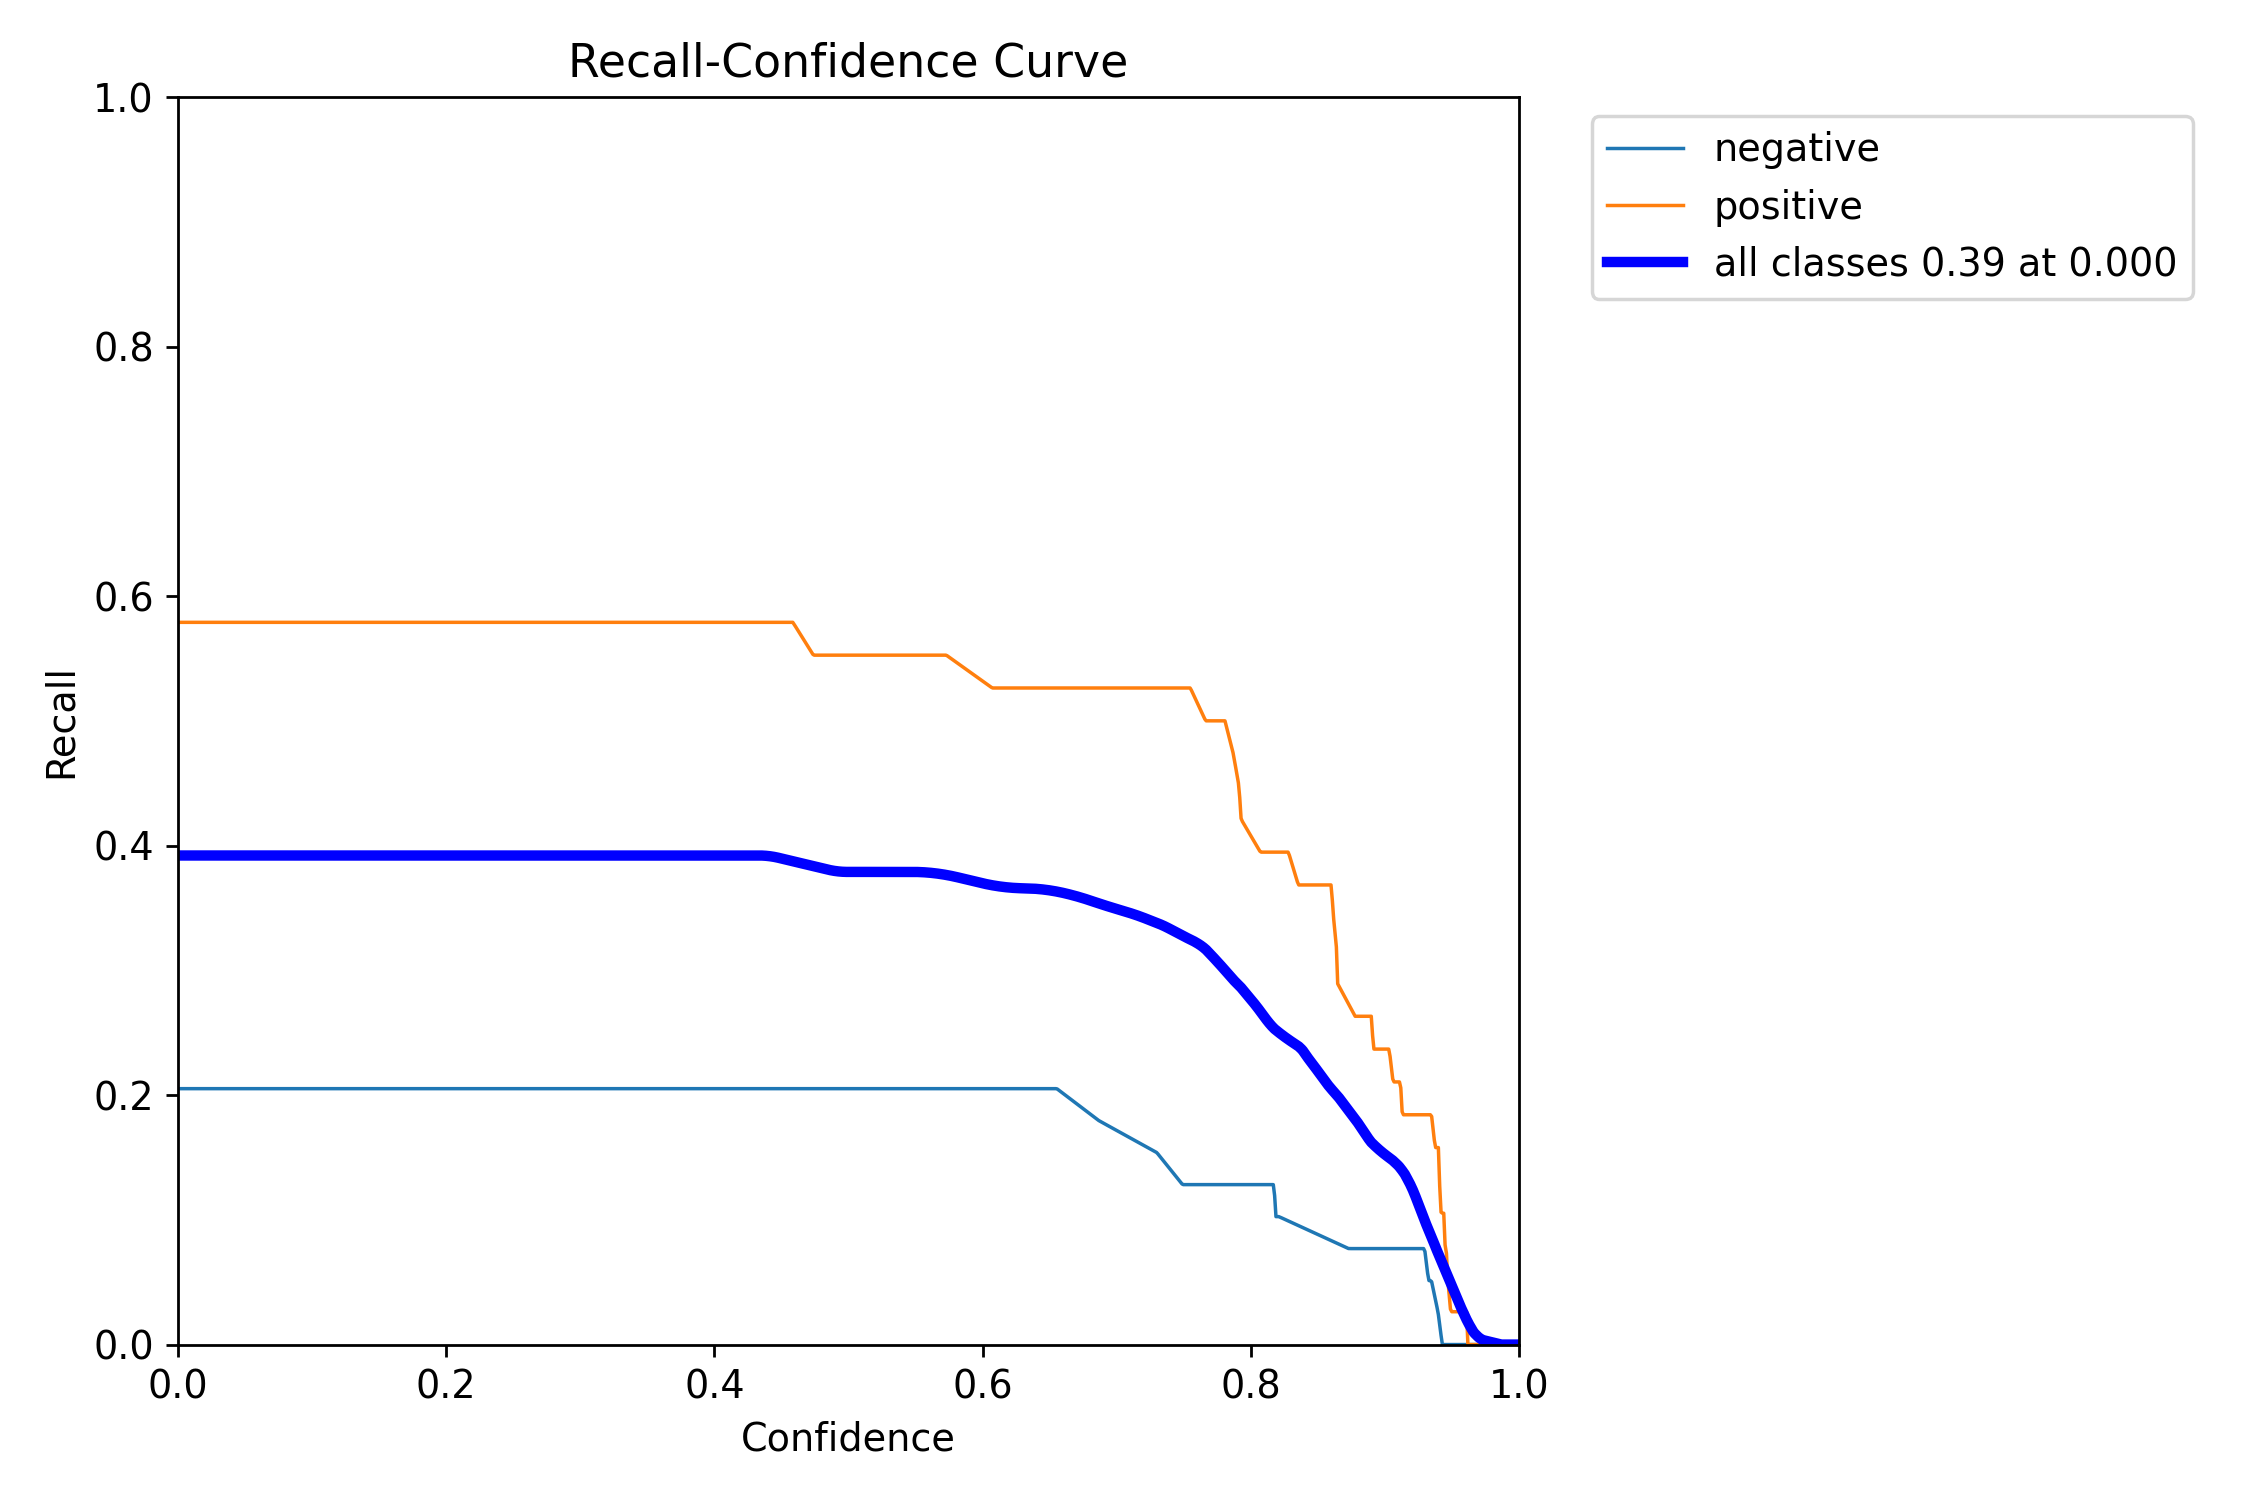 Recall-Confidence Curve
1.0
0.8
0.6
0.4
0.2
0.0
Recall
0.0 0.2 0.4 0.6 0.8 1.0
Confidence
negative
positive
all classes 0.39 at 0.000